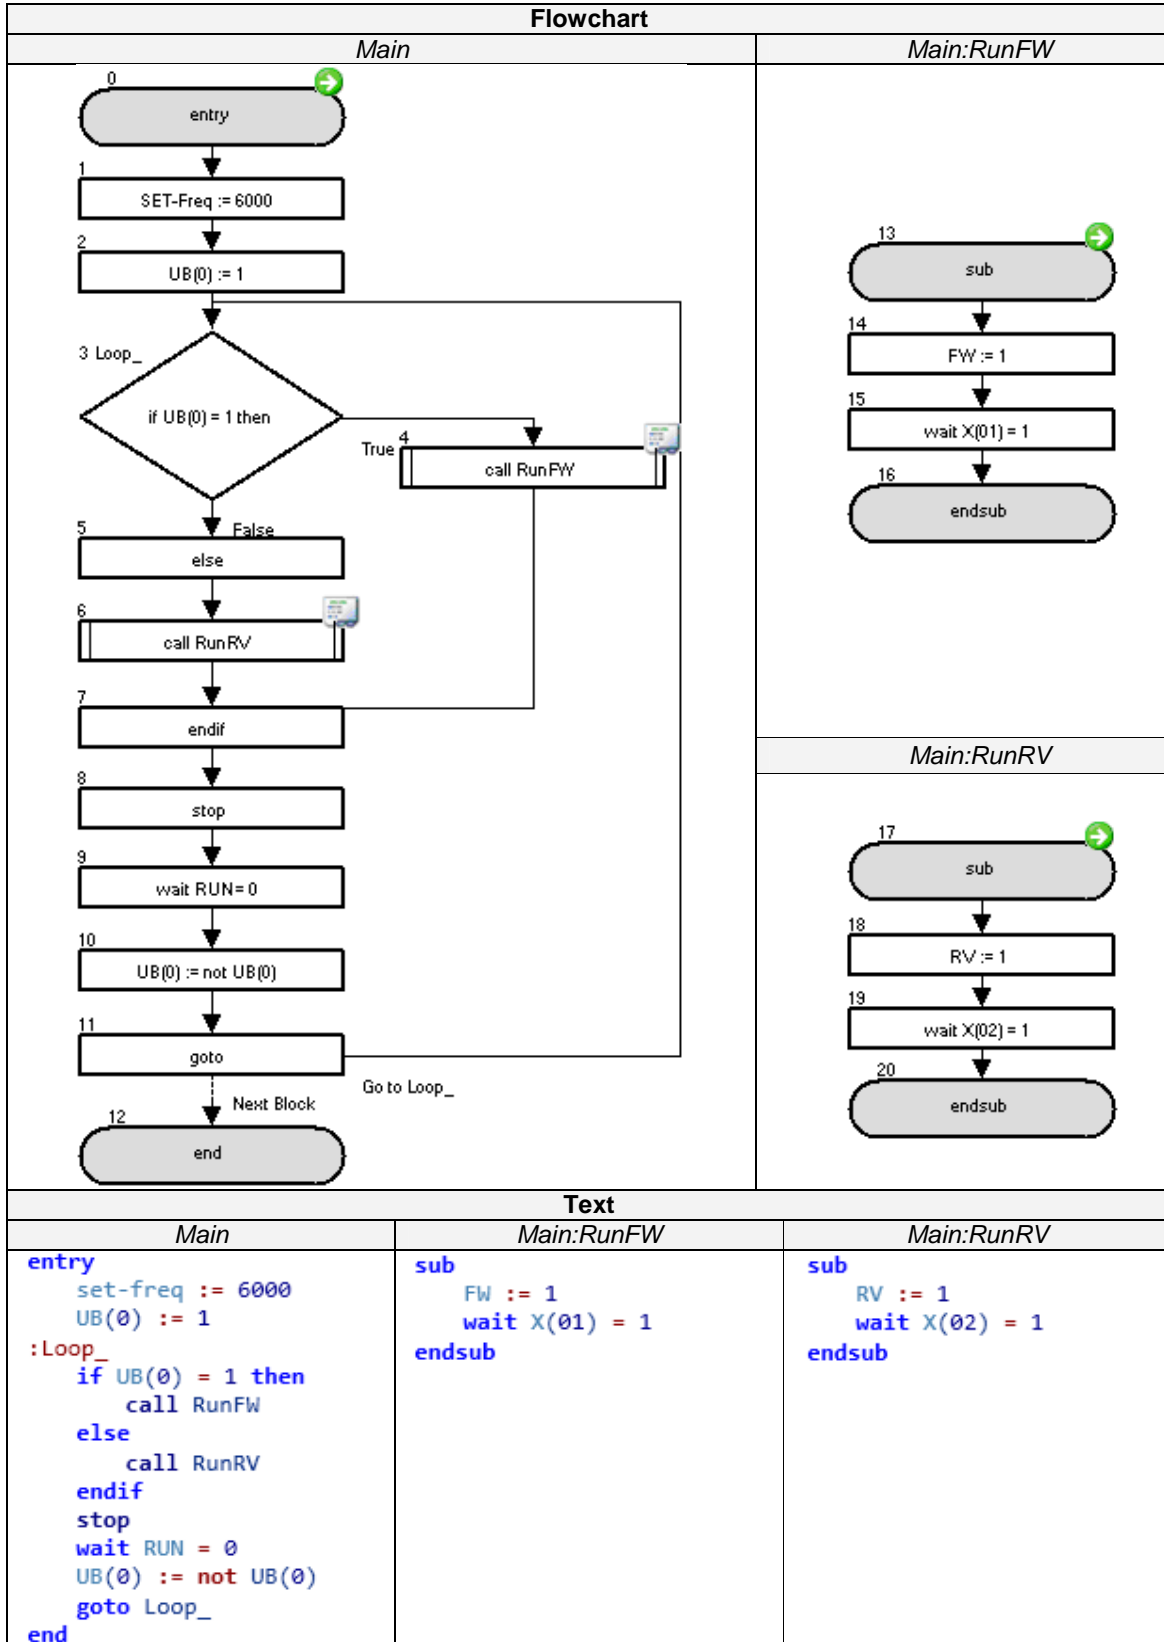 Flowchart
Main
0
entry
1
SET-Freq := 6000
2
UB(0) := 1
3 Loop_
if UB(0) = 1 then
True
4
call RunFW
False
5
else
6
call RunRV
7
endif
8
stop
9
wait RUN= 0
10
UB(0) := not UB(0)
11
goto
Go to Loop_
Next Block
12
end
Main:RunFW
13
sub
14
FW := 1
15
wait X(01) = 1
16
endsub
Main:RunRV
17
sub
18
RV := 1
19
wait X(02) = 1
20
endsub
Text
Main
entry
set-freq := 6000
UB(0) := 1
:Loop_
if UB(0) = 1 then
call RunFW
else
call RunRV
endif
stop
wait RUN = 0
UB(0) := not UB(0)
goto Loop_
end
Main:RunFW
sub
FW := 1
wait X(01) = 1
endsub
Main:RunRV
sub
RV := 1
wait X(02) = 1
endsub